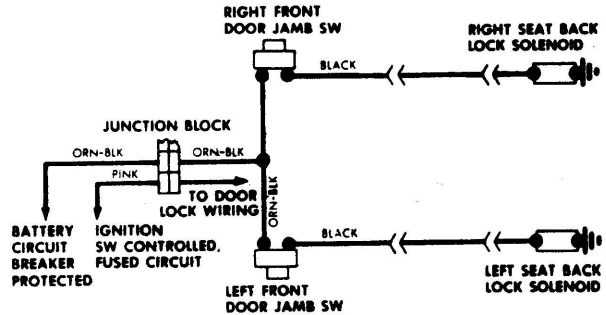 RIGHT FRONT
DOOR JAMB SW
RIGHT SEAT BACK
LOCK SOLENOID
BLACK
JUNCTION BLOCK
ORN-BLK
ORN-BLK
PINK
TO DOOR
LOCK WIRING
ORN-BLK
BATTERY
CIRCUIT
BREAKER
PROTECTED
IGNITION
SW CONTROLLED,
FUSED CIRCUIT
BLACK
LEFT FRONT
DOOR JAMB SW
LEFT SEAT BACK
LOCK SOLENOID